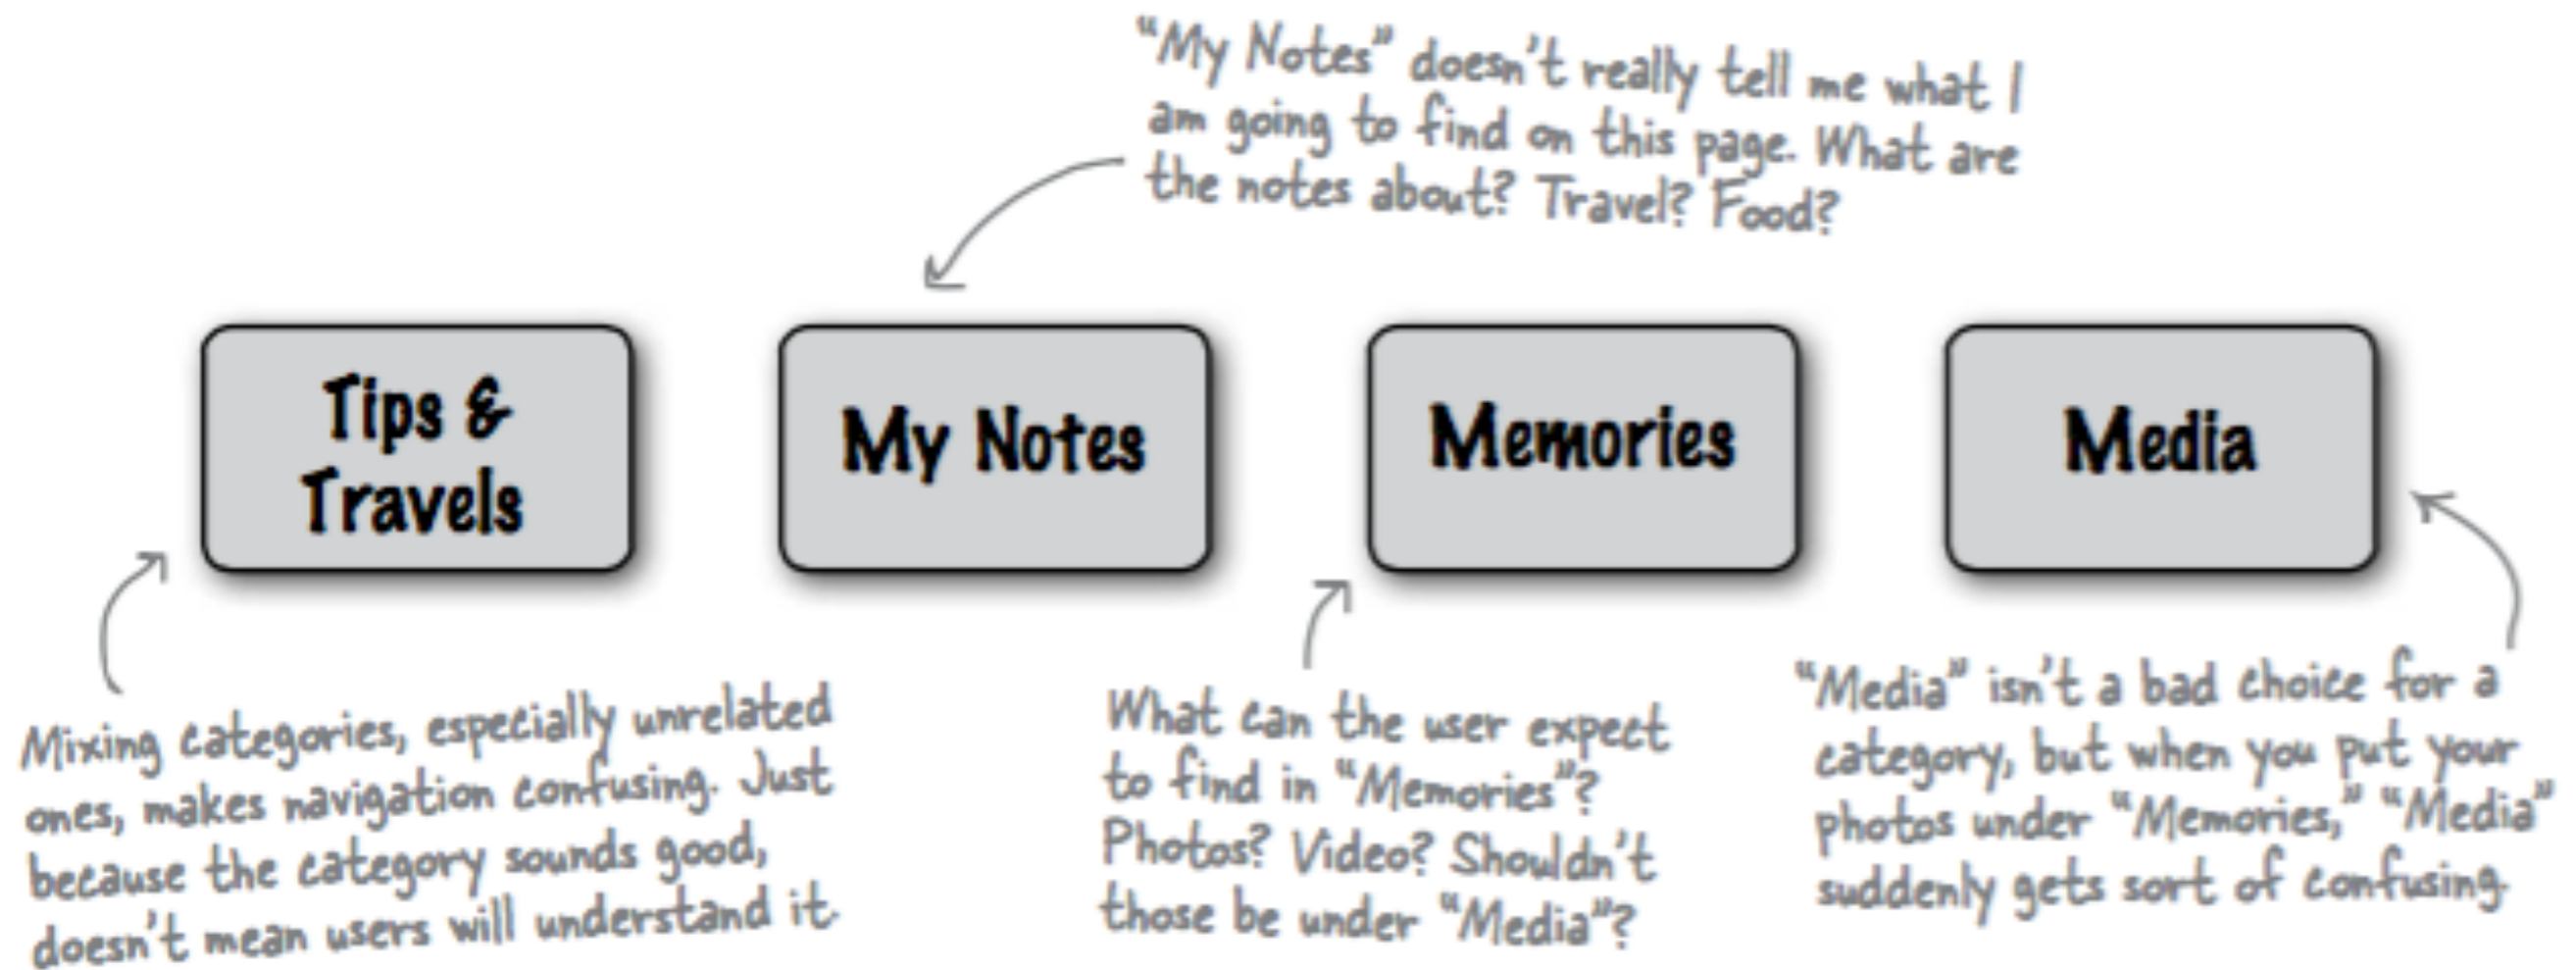 “My Notes” doesn’t really tell me what I
am going to find on this page. What are
the notes about? Travel? Food?
Tips &
Travels
My Notes
Memories
Media
Mixing categories, especially unrelated
ones, makes navigation confusing. Just
because the category sounds good,
doesn’t mean users will understand it.
What can the user expect
to find in “Memories”?
Photos? Video? Shouldn’t
those be under “Media”?
“Media” isn’t a bad choice for a
category, but when you put your
photos under “Memories,” “Media”
suddenly gets sort of confusing.